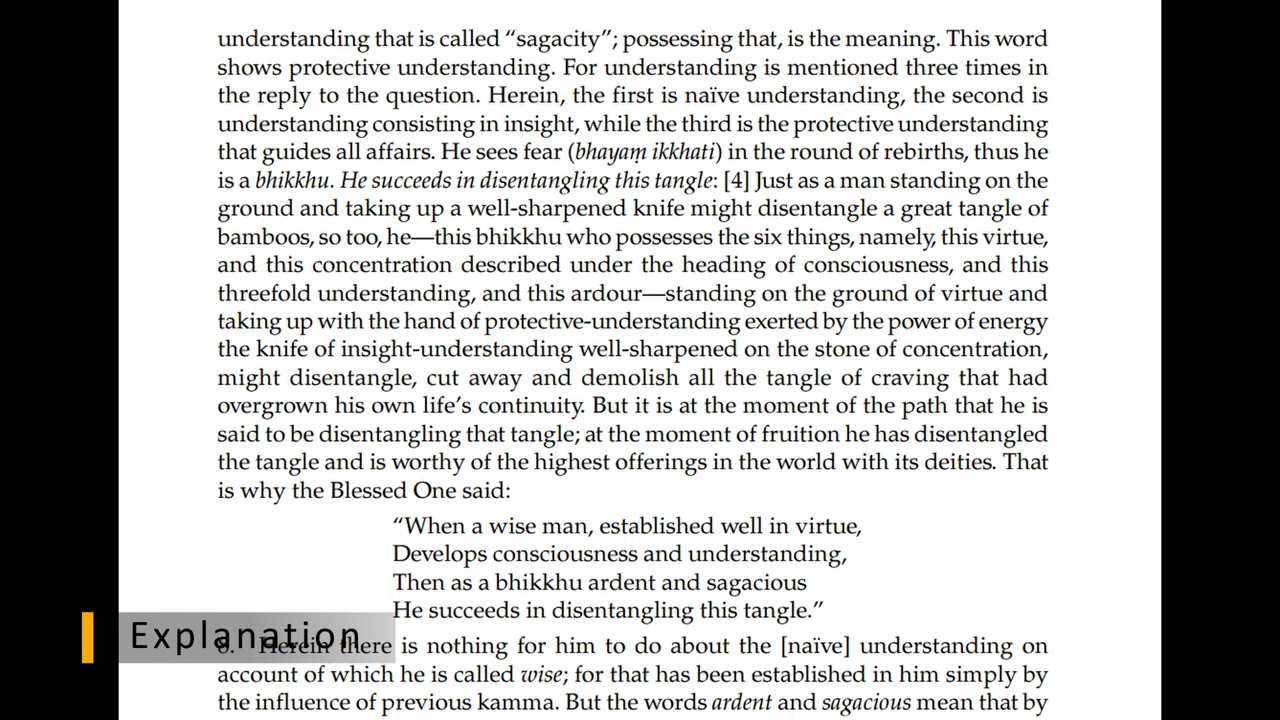 understanding that is called “sagacity”; possessing that, is the meaning. This word
shows protective understanding. For understanding is mentioned three times in
the reply to the question. Herein, the first is naïve understanding, the second is
understanding consisting in insight, while the third is the protective understanding
that guides all affairs. He sees fear (bhayaṃ ikkhati) in the round of rebirths, thus he
is a bhikkhu. He succeeds in disentangling this tangle: [4] Just as a man standing on the
ground and taking up a well-sharpened knife might disentangle a great tangle of
bamboos, so too, he—this bhikkhu who possesses the six things, namely, this virtue,
and this concentration described under the heading of consciousness, and this
threefold understanding, and this ardour—standing on the ground of virtue and
taking up with the hand of protective-understanding exerted by the power of energy
the knife of insight-understanding well-sharpened on the stone of concentration,
might disentangle, cut away and demolish all the tangle of craving that had
overgrown his own life’s continuity. But it is at the moment of the path that he is
said to be disentangling that tangle; at the moment of fruition he has disentangled
the tangle and is worthy of the highest offerings in the world with its deities. That
is why the Blessed One said:
“When a wise man, established well in virtue,
Develops consciousness and understanding,
Then as a bhikkhu ardent and sagacious
He succeeds in disentangling this tangle.”
Explanation
Herein there is nothing for him to do about the [naïve] understanding on
account of which he is called wise; for that has been established in him simply by
the influence of previous kamma. But the words ardent and sagacious mean that by